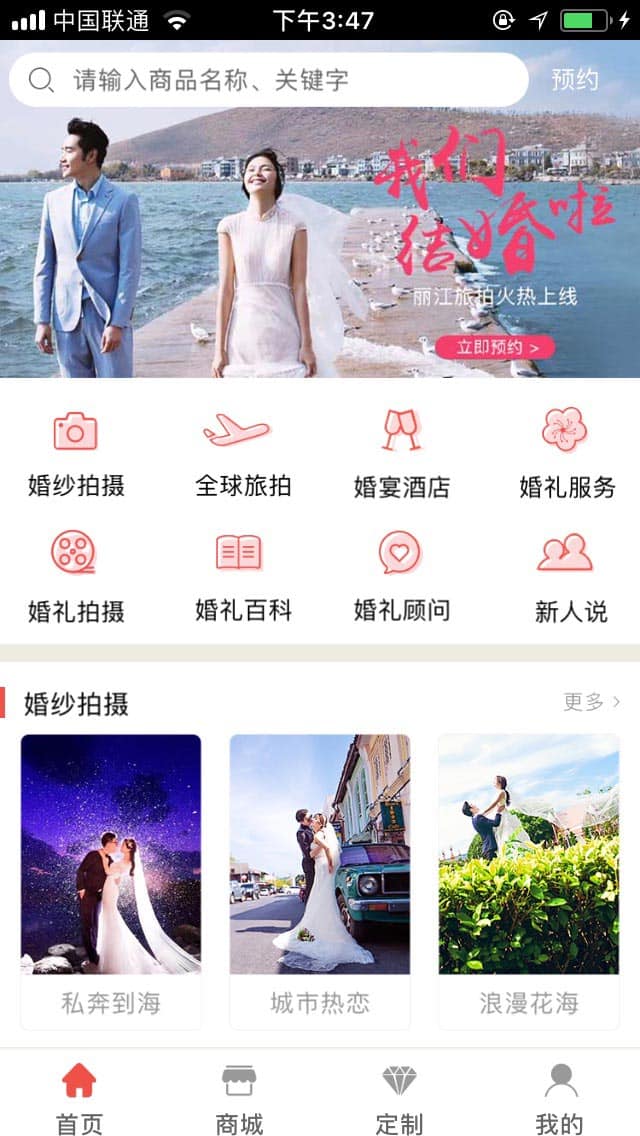 中国联通 下午3:47
请输入商品名称、关键字 预约
我们
结婚啦
丽江旅拍火热上线
立即预约 >
婚纱拍摄 全球旅拍 婚宴酒店 婚礼服务
婚礼拍摄 婚礼百科 婚礼顾问 新人说
婚纱拍摄 更多 >
私奔到海 城市热恋 浪漫花海
首页 商城 定制 我的